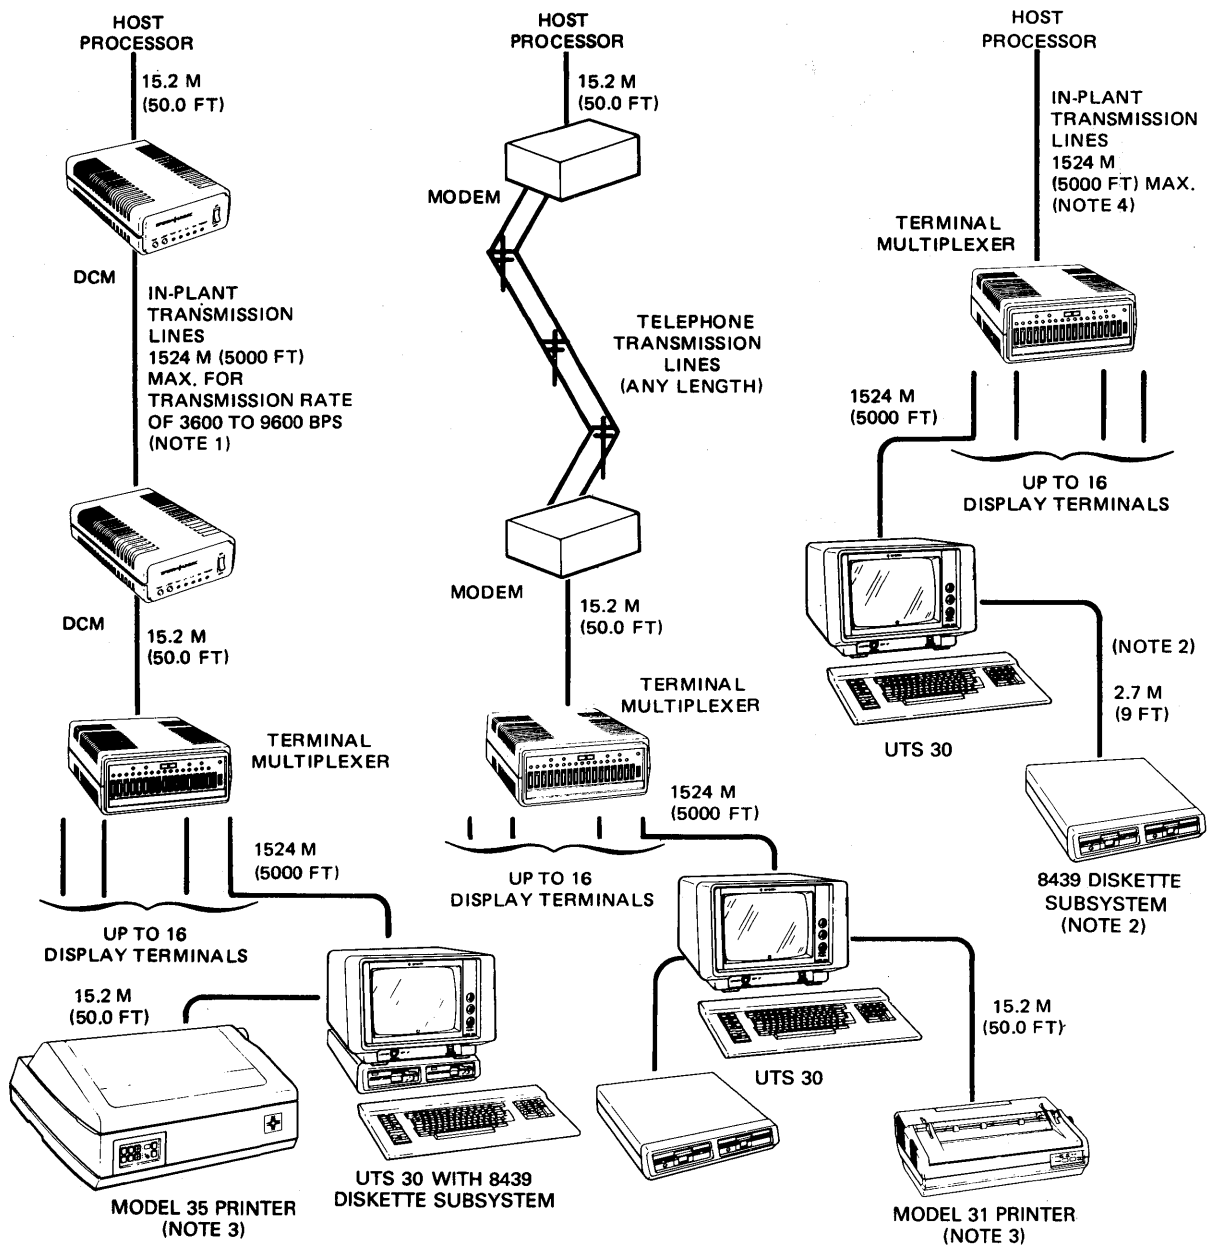 HOST
PROCESSOR
15.2 M
(50.0 FT)
DCM
IN-PLANT
TRANSMISSION
LINES
1524 M (5000 FT)
MAX. FOR
TRANSMISSION RATE
OF 3600 TO 9600 BPS
(NOTE 1)
DCM
15.2 M
(50.0 FT)
TERMINAL
MULTIPLEXER
1524 M
(5000 FT)
UP TO 16
DISPLAY TERMINALS
15.2 M
(50.0 FT)
MODEL 35 PRINTER
(NOTE 3)
UTS 30 WITH 8439
DISKETTE SUBSYSTEM
HOST
PROCESSOR
15.2 M
(50.0 FT)
MODEM
TELEPHONE
TRANSMISSION
LINES
(ANY LENGTH)
MODEM
15.2 M
(50.0 FT)
TERMINAL
MULTIPLEXER
1524 M
(5000 FT)
UP TO 16
DISPLAY TERMINALS
UTS 30
15.2 M
(50.0 FT)
MODEL 31 PRINTER
(NOTE 3)
HOST
PROCESSOR
IN-PLANT
TRANSMISSION
LINES
1524 M
(5000 FT) MAX.
(NOTE 4)
TERMINAL
MULTIPLEXER
1524 M
(5000 FT)
UP TO 16
DISPLAY TERMINALS
UTS 30
(NOTE 2)
2.7 M
(9 FT)
8439 DISKETTE
SUBSYSTEM
(NOTE 2)